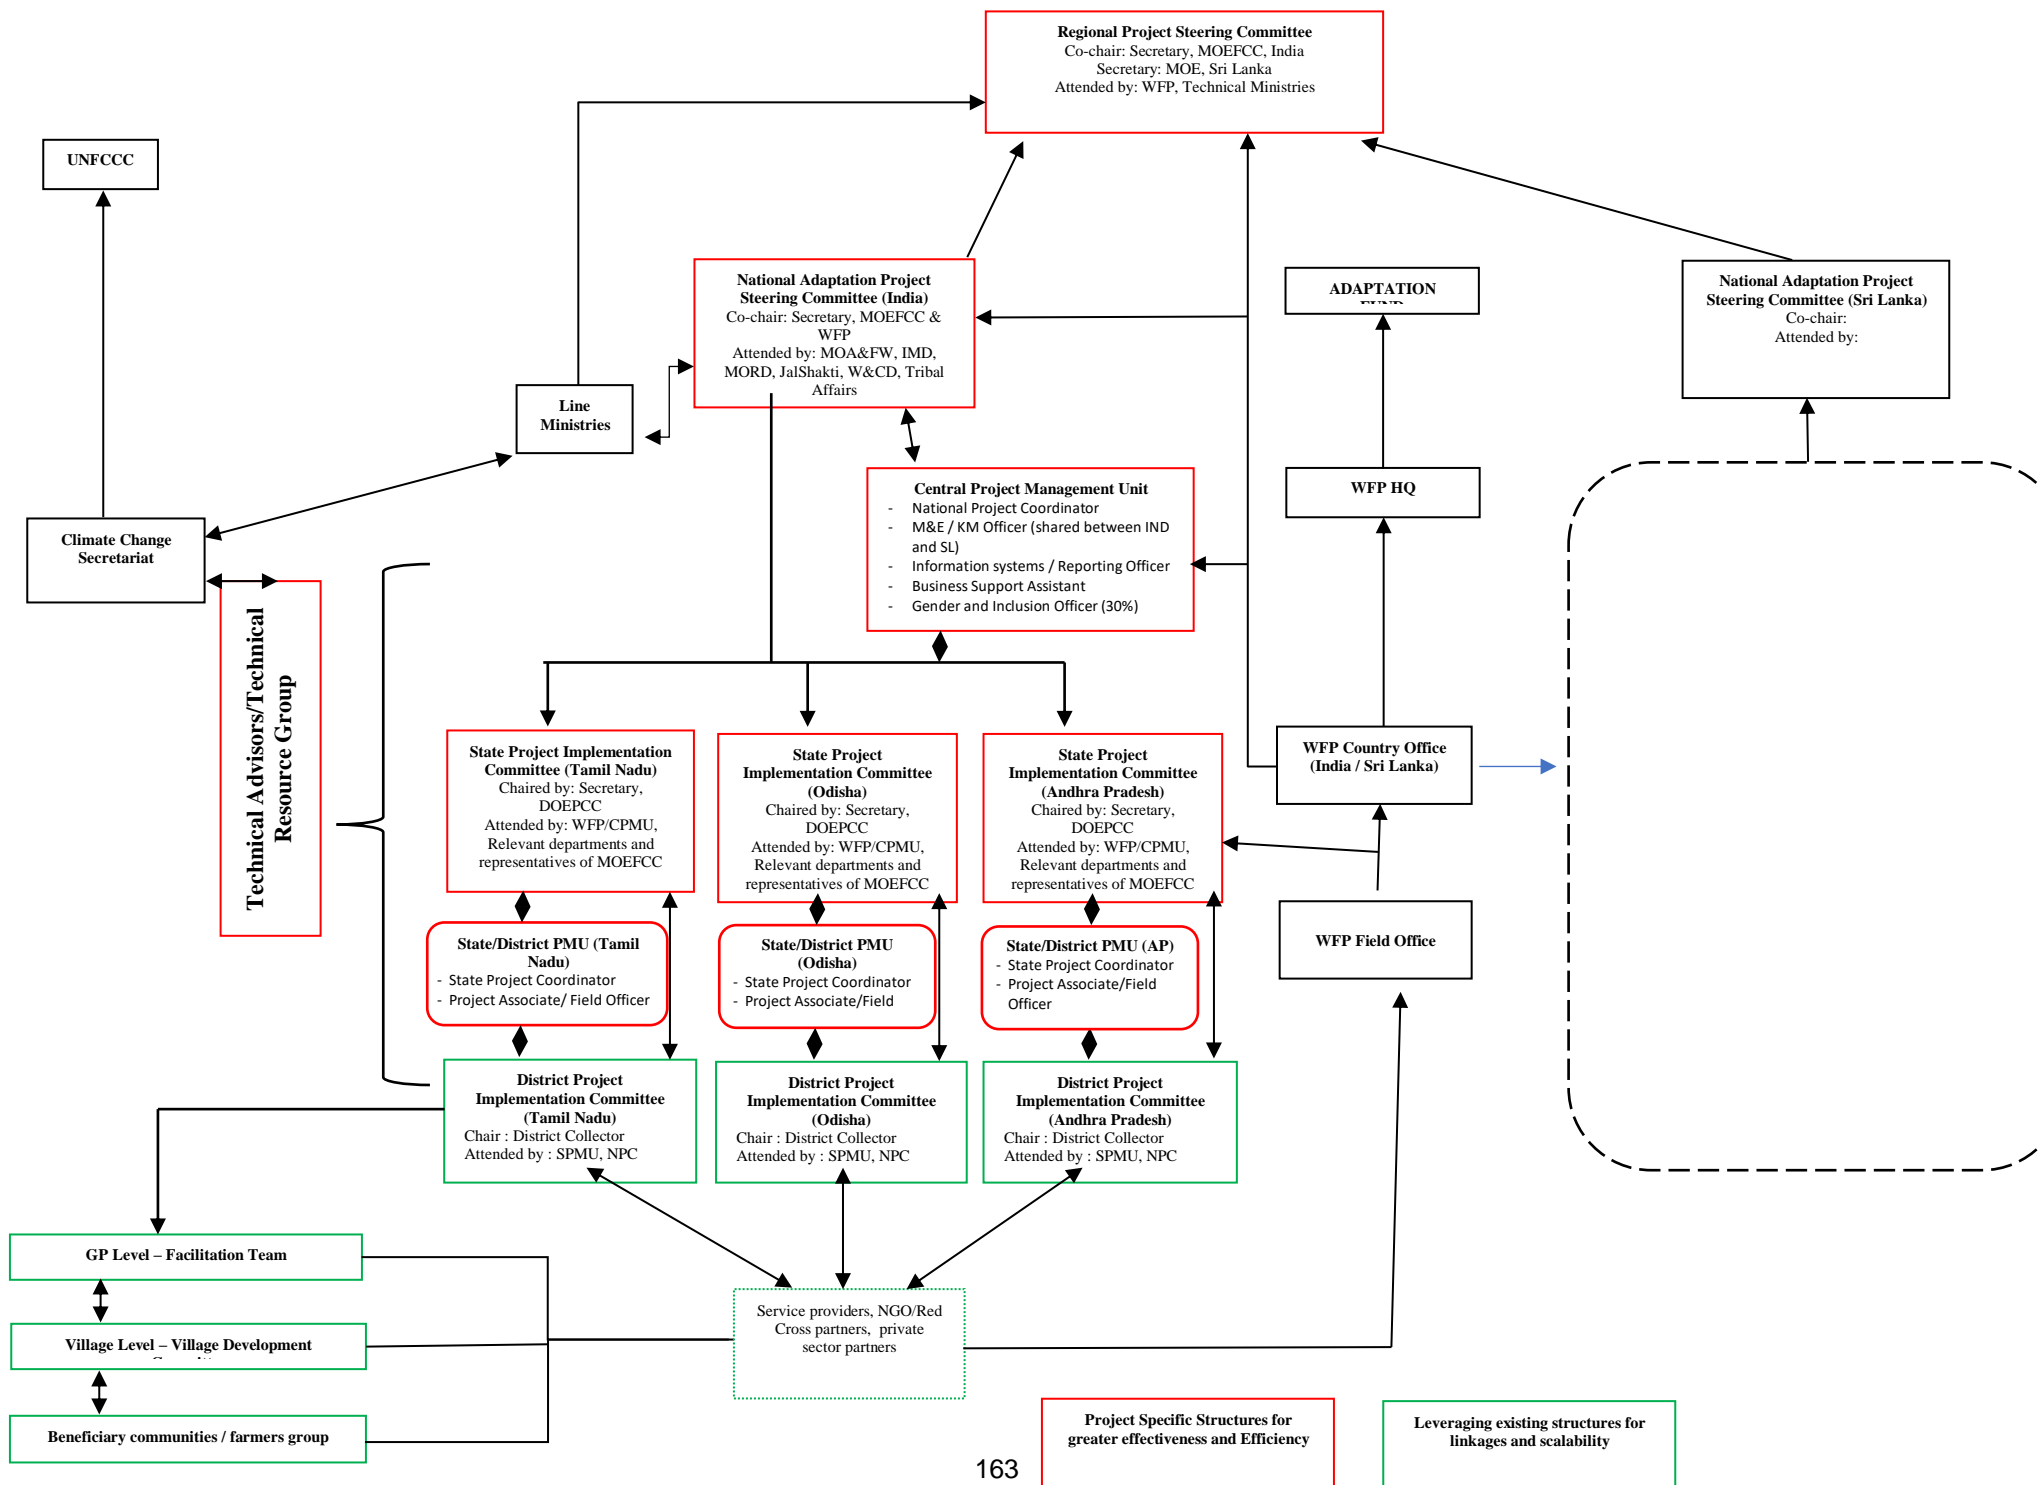 Regional Project Steering Committee
Co-chair: Secretary, MOEFCC, India
Secretary: MOE, Sri Lanka
Attended by: WFP, Technical Ministries
UNFCCC
National Adaptation Project
Steering Committee (India)
Co-chair: Secretary, MOEFCC &
WFP
Attended by: MOA&FW, IMD,
MORD, JalShakti, W&CD, Tribal
Affairs
ADAPTATION
National Adaptation Project
Steering Committee (Sri Lanka)
Co-chair:
Attended by:
Line
Ministries
Central Project Management Unit
- National Project Coordinator
- M&E / KM Officer (shared between IND
and SL)
- Information systems / Reporting Officer
- Business Support Assistant
- Gender and Inclusion Officer (30%)
WFP HQ
Climate Change
Secretariat
Technical Advisors/Technical
Resource Group
State Project Implementation
Committee (Tamil Nadu)
Chaired by: Secretary,
DOEPCC
Attended by: WFP/CPMU,
Relevant departments and
representatives of MOEFCC
State Project
Implementation Committee
(Odisha)
Chaired by: Secretary,
DOEPCC
Attended by: WFP/CPMU,
Relevant departments and
representatives of MOEFCC
State Project
Implementation Committee
(Andhra Pradesh)
Chaired by: Secretary,
DOEPCC
Attended by: WFP/CPMU,
Relevant departments and
representatives of MOEFCC
WFP Country Office
(India / Sri Lanka)
WFP Field Office
State/District PMU (Tamil
Nadu)
- State Project Coordinator
- Project Associate/ Field Officer
State/District PMU
(Odisha)
- State Project Coordinator
- Project Associate/Field
State/District PMU (AP)
- State Project Coordinator
- Project Associate/Field
Officer
District Project
Implementation Committee
(Tamil Nadu)
Chair : District Collector
Attended by : SPMU, NPC
District Project
Implementation Committee
(Odisha)
Chair : District Collector
Attended by : SPMU, NPC
District Project
Implementation Committee
(Andhra Pradesh)
Chair : District Collector
Attended by : SPMU, NPC
GP Level – Facilitation Team
Village Level – Village Development
Beneficiary communities / farmers group
Service providers, NGO/Red
Cross partners, private
sector partners
Project Specific Structures for
greater effectiveness and Efficiency
Leveraging existing structures for
linkages and scalability
163